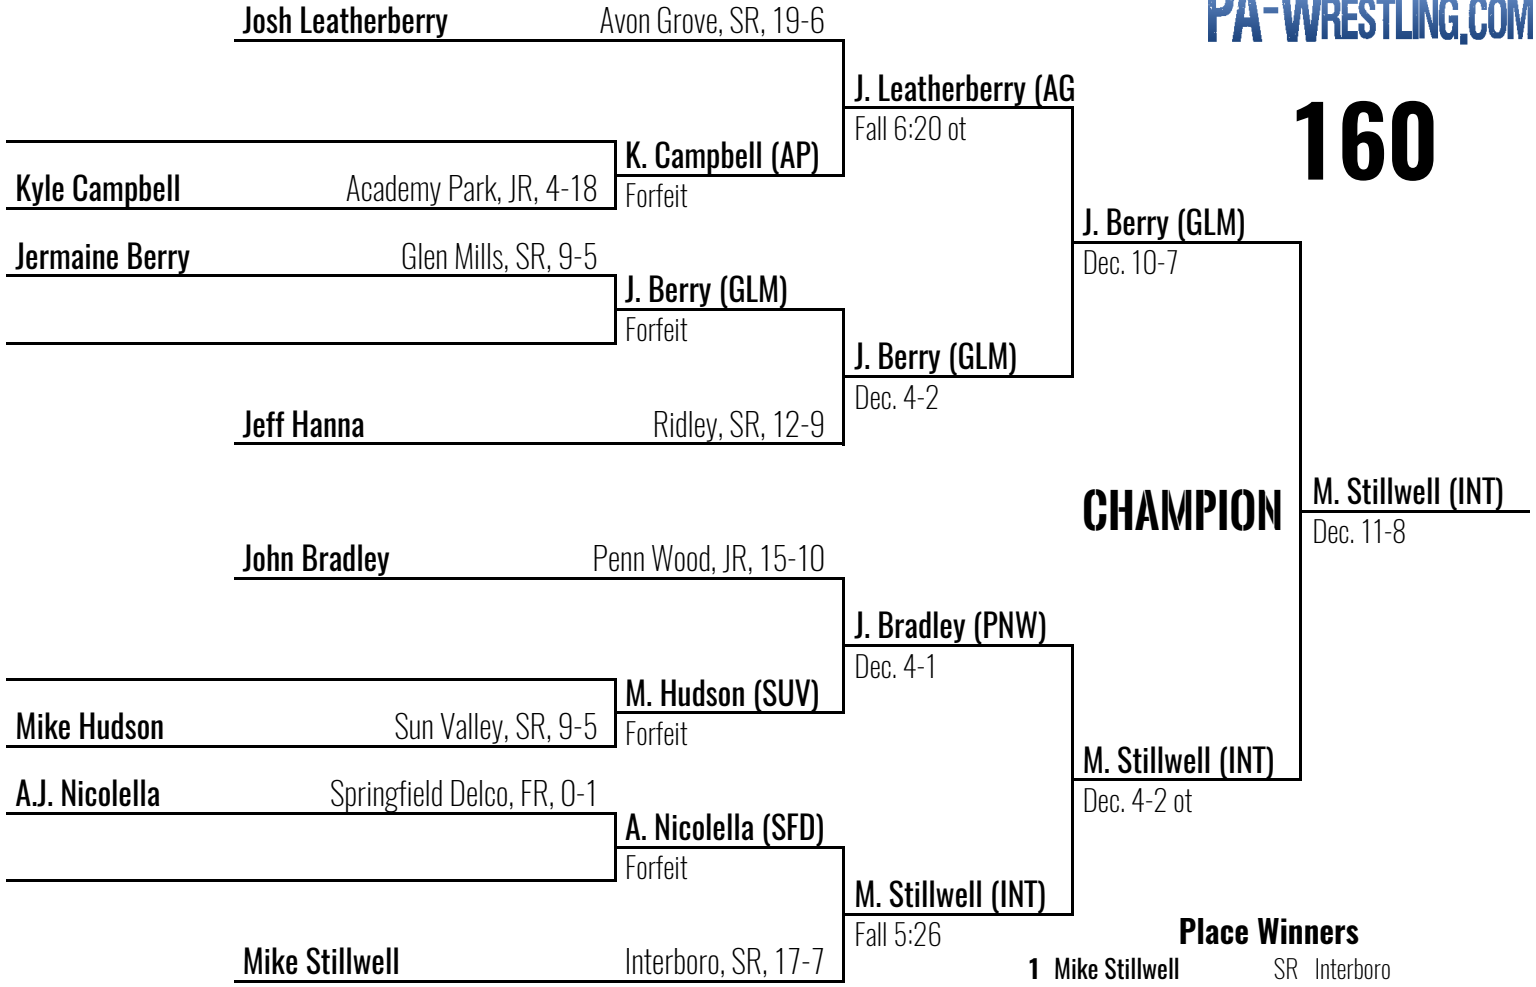 PA-WRESTLING.COM
160
Josh Leatherberry Avon Grove, SR, 19-6
J. Leatherberry (AG
Fall 6:20 ot
K. Campbell (AP)
Forfeit
Kyle Campbell Academy Park, JR, 4-18
J. Berry (GLM)
Dec. 10-7
Jermaine Berry Glen Mills, SR, 9-5
J. Berry (GLM)
Forfeit
J. Berry (GLM)
Dec. 4-2
Jeff Hanna Ridley, SR, 12-9
CHAMPION
M. Stillwell (INT)
Dec. 11-8
John Bradley Penn Wood, JR, 15-10
J. Bradley (PNW)
Dec. 4-1
M. Hudson (SUV)
Forfeit
Mike Hudson Sun Valley, SR, 9-5
M. Stillwell (INT)
Dec. 4-2 ot
A.J. Nicolella Springfield Delco, FR, 0-1
A. Nicolella (SFD)
Forfeit
M. Stillwell (INT)
Fall 5:26
Mike Stillwell Interboro, SR, 17-7
Place Winners
1 Mike Stillwell SR Interboro